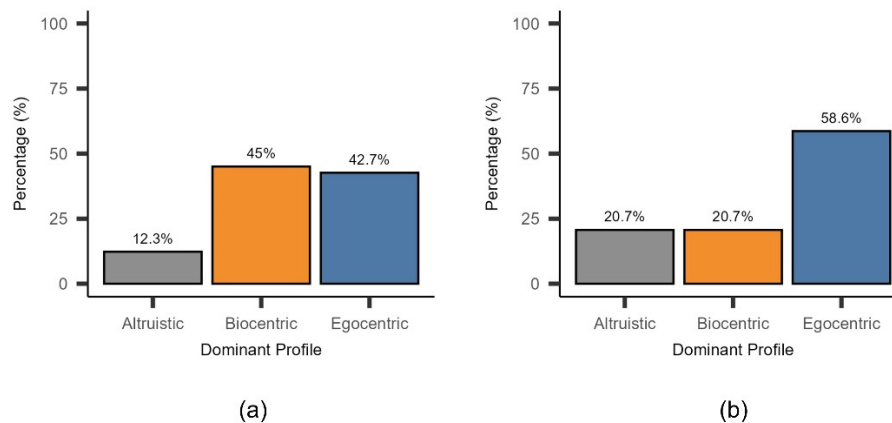 100
75
50
25
0
Percentage (%)
12.3%
45%
42.7%
Altruistic
Biocentric
Egocentric
Dominant Profile
(a)
100
75
50
25
0
Percentage (%)
20.7%
20.7%
58.6%
Altruistic
Biocentric
Egocentric
Dominant Profile
(b)